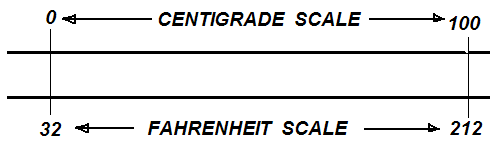 0 CENTIGRADE SCALE 100
32 FAHRENHEIT SCALE 212